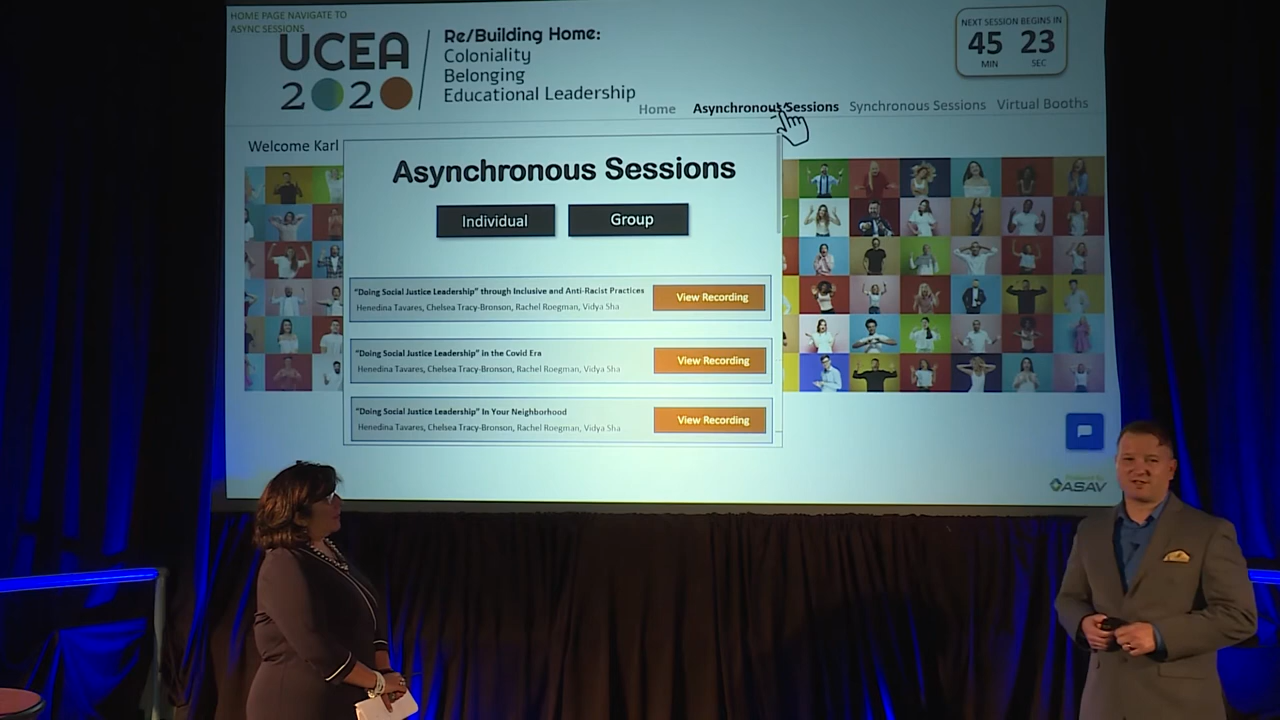 HOME PAGE NAVIGATE TO
ASYNC SESSIONS
UCEA
2020
Re/Building Home:
Coloniality
Belonging
Educational Leadership
NEXT SESSION BEGINS IN
45 23
MIN SEC
Home Asynchronous Sessions Synchronous Sessions Virtual Booths
Welcome Karl
Asynchronous Sessions
Individual Group
"Doing Social Justice Leadership" through Inclusive and Anti-Racist Practices
Henedina Tavares, Chelsea Tracy-Bronson, Rachel Roegman, Vidya Sha
View Recording
"Doing Social Justice Leadership" in the Covid Era
Henedina Tavares, Chelsea Tracy-Bronson, Rachel Roegman, Vidya Sha
View Recording
"Doing Social Justice Leadership" In Your Neighborhood
Henedina Tavares, Chelsea Tracy-Bronson, Rachel Roegman, Vidya Sha
View Recording
ASAV